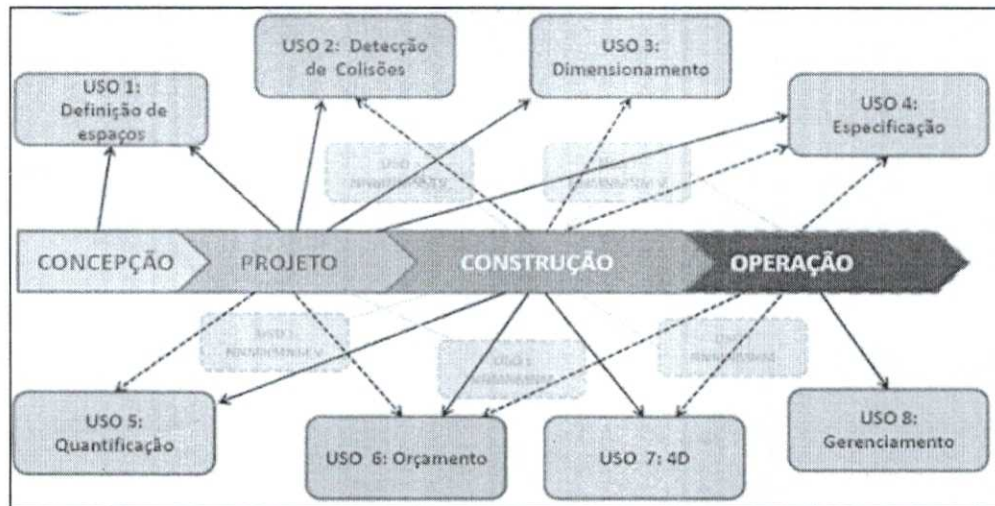 USO 1:
Definição de
espaços
USO 2: Detecção
de Colisões
USO 3:
Dimensionamento
USO 4:
Especificação
CONCEPÇÃO
PROJETO
CONSTRUÇÃO
OPERAÇÃO
USO 5:
Quantificação
USO 6: Orçamento
USO 7: 4D
USO 8:
Gerenciamento